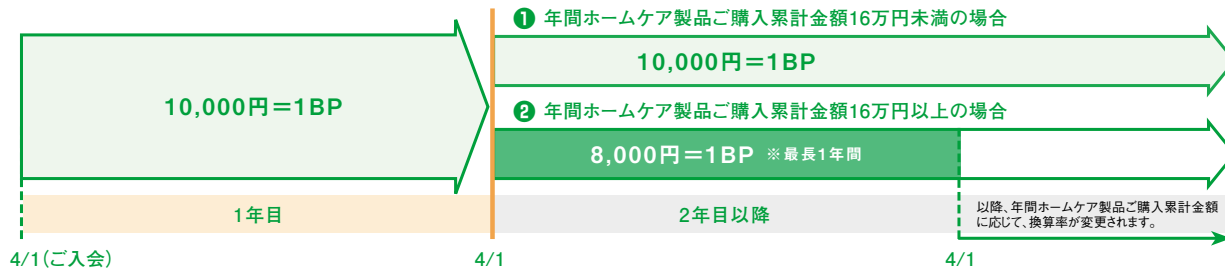 ❶ 年間ホームケア製品ご購入累計金額16万円未満の場合
10,000円＝1BP
10,000円＝1BP
❷ 年間ホームケア製品ご購入累計金額16万円以上の場合
8,000円＝1BP ※最長1年間
1年目
2年目以降
以降、年間ホームケア製品ご購入累計金額
に応じて、換算率が変更されます。
4/1(ご入会)
4/1
4/1